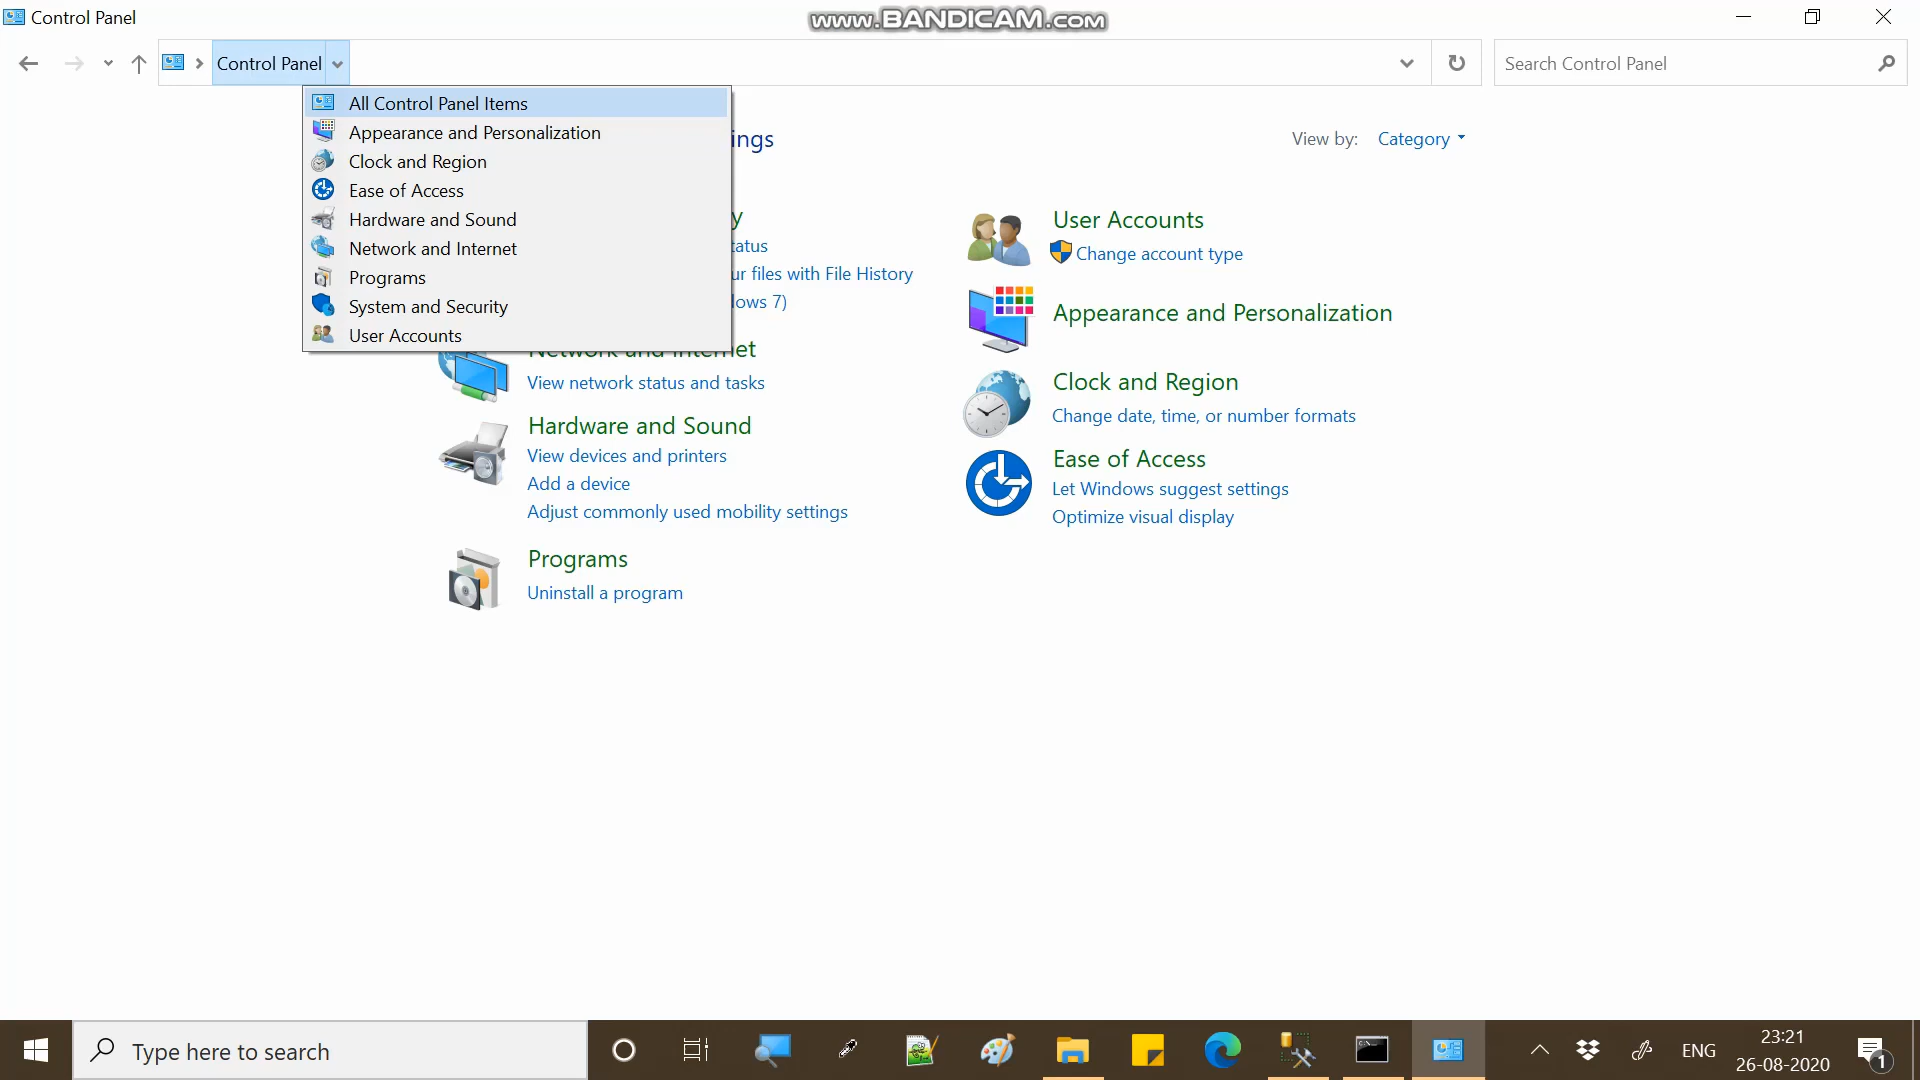 Control Panel
www.BANDICAM.com
Control Panel
Search Control Panel
All Control Panel Items
Appearance and Personalization
Clock and Region
Ease of Access
Hardware and Sound
Network and Internet
Programs
System and Security
User Accounts
ings
View by: Category
y
tatus
ur files with File History
lows 7)
Network and Internet
View network status and tasks
Hardware and Sound
View devices and printers
Add a device
Adjust commonly used mobility settings
Programs
Uninstall a program
User Accounts
Change account type
Appearance and Personalization
Clock and Region
Change date, time, or number formats
Ease of Access
Let Windows suggest settings
Optimize visual display
Type here to search
ENG
23:21
26-08-2020
1